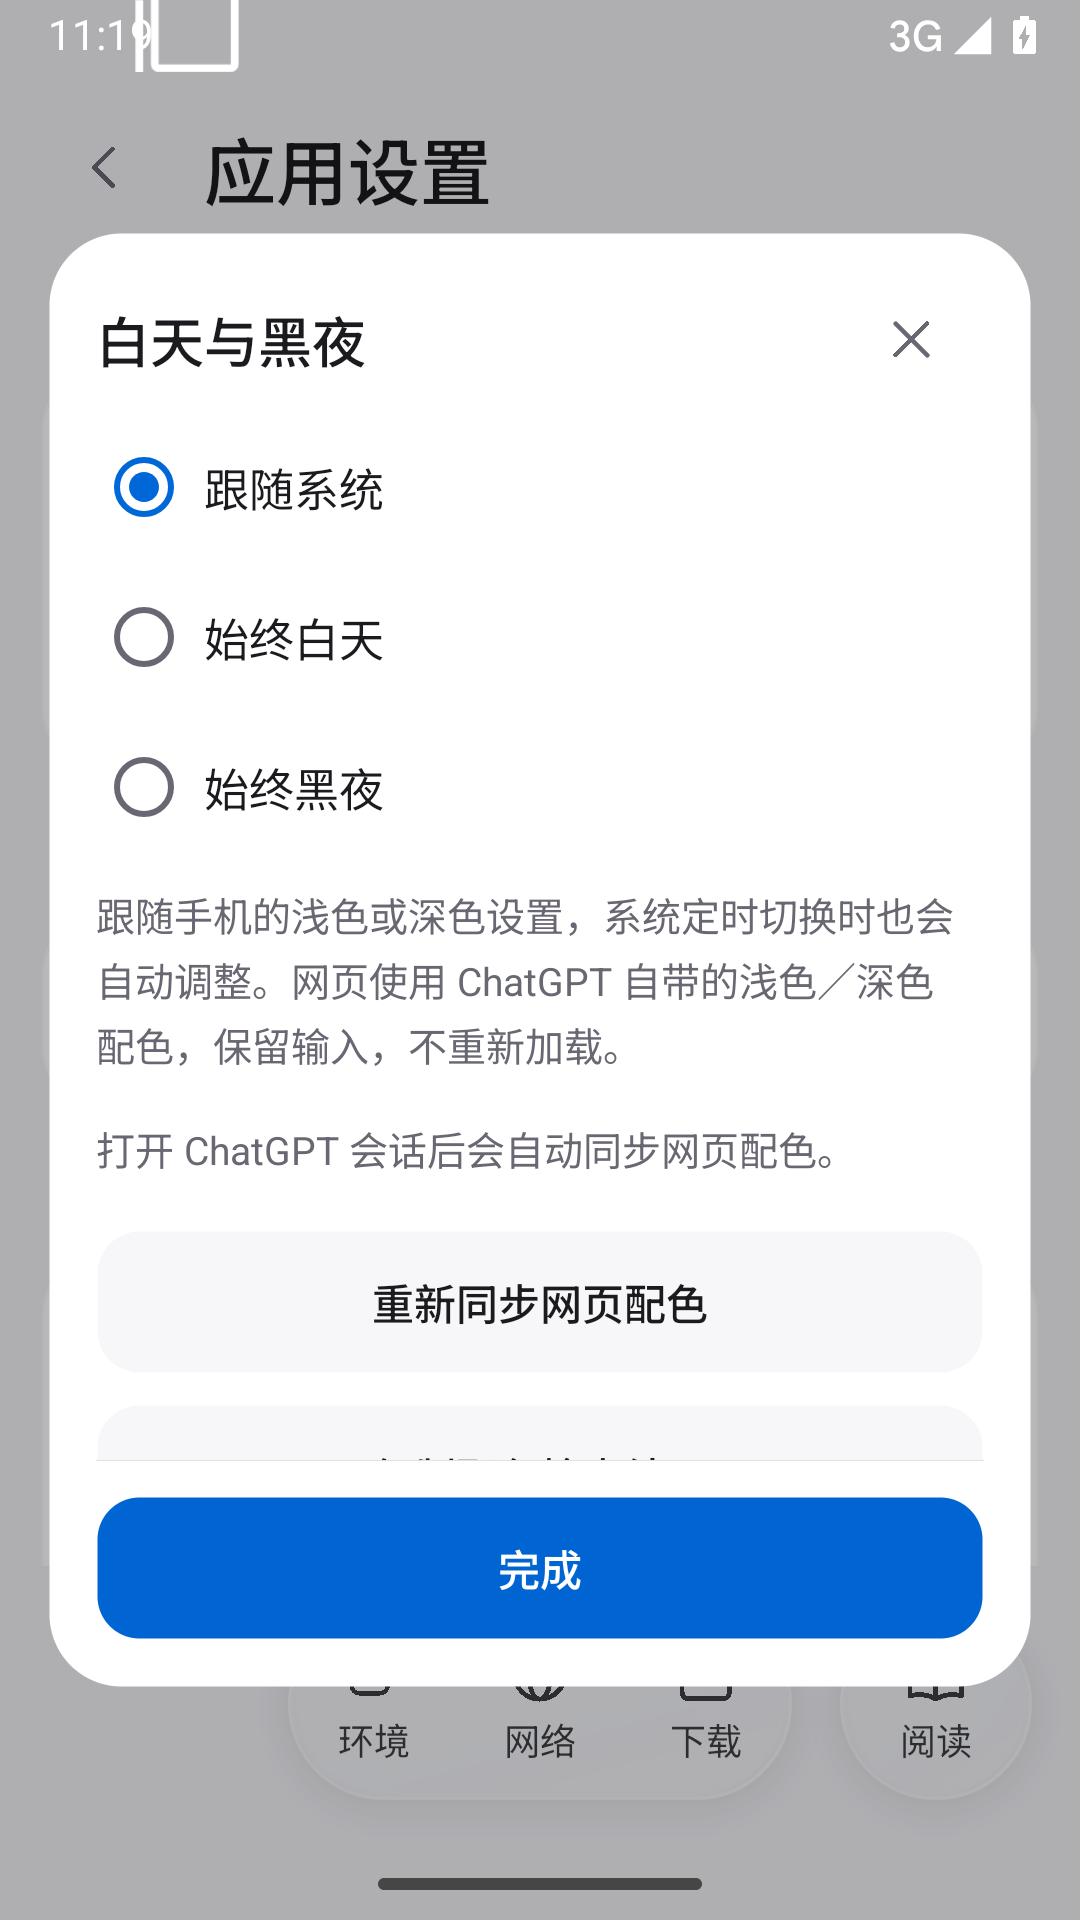 11:19
3G
应用设置
白天与黑夜
跟随系统
始终白天
始终黑夜
跟随手机的浅色或深色设置，系统定时切换时也会
自动调整。网页使用 ChatGPT 自带的浅色／深色
配色，保留输入，不重新加载。
打开 ChatGPT 会话后会自动同步网页配色。
重新同步网页配色
完成
环境
网络
下载
阅读